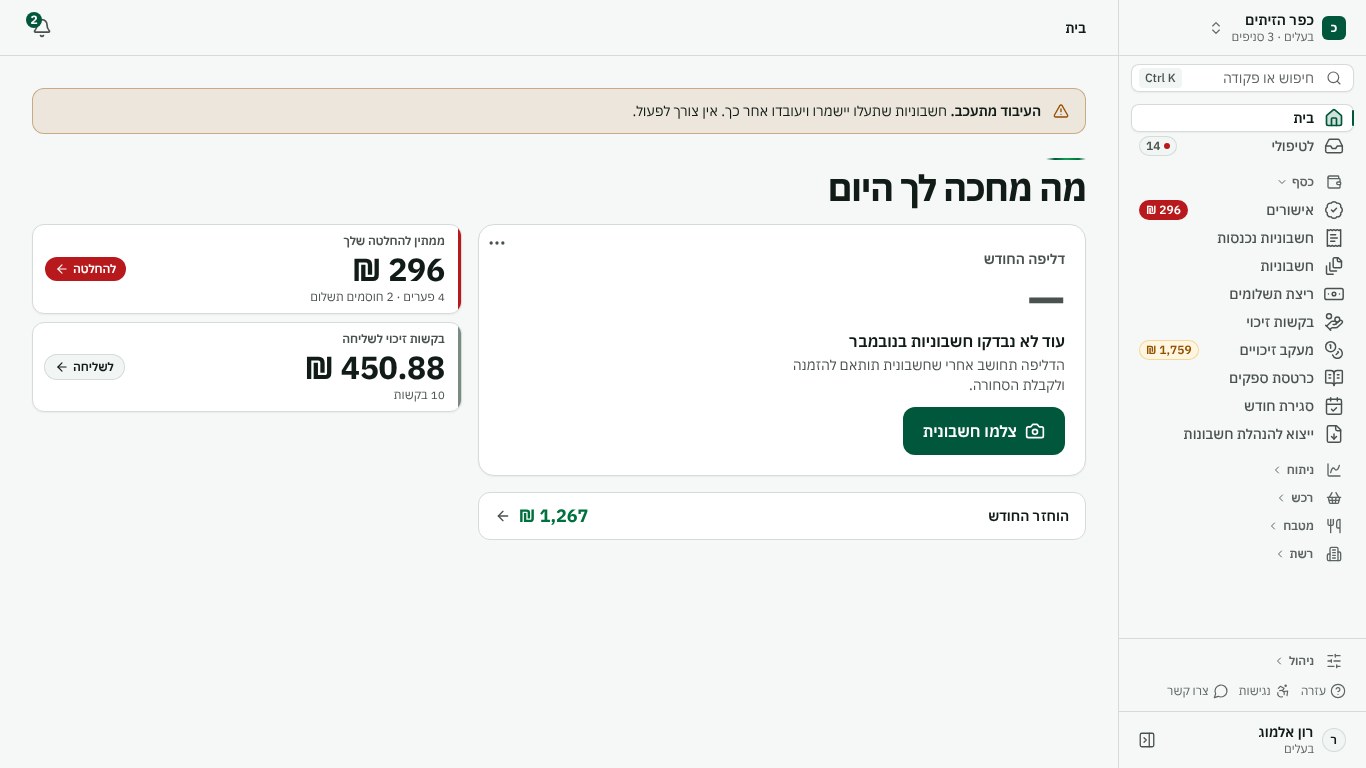 כ
כפר הזיתים
בעלים · 3 סניפים
חיפוש או פקודה
Ctrl K
בית
לטיפולי
14
כסף
אישורים
296 ₪
חשבוניות נכנסות
חשבוניות
ריצת תשלומים
בקשות זיכוי
מעקב זיכויים
1,759 ₪
כרטסת ספקים
סגירת חודש
ייצוא להנהלת חשבונות
ניתוח
רכש
מטבח
רשת
ניהול
עזרה
נגישות
צרו קשר
ר
רון אלמוג
בעלים
בית
2
העיבוד מתעכב. חשבוניות שתעלו יישמרו ויעובדו אחר כך. אין צורך לפעול.
מה מחכה לך היום
דליפה החודש
—
עוד לא נבדקו חשבוניות בנובמבר
הדליפה תחושב אחרי שחשבונית תותאם להזמנה
ולקבלת הסחורה.
צלמו חשבונית
הוחזר החודש
1,267 ₪
ממתין להחלטה שלך
296 ₪
4 פערים · 2 חוסמים תשלום
להחלטה
בקשות זיכוי לשליחה
450.88 ₪
10 בקשות
לשליחה